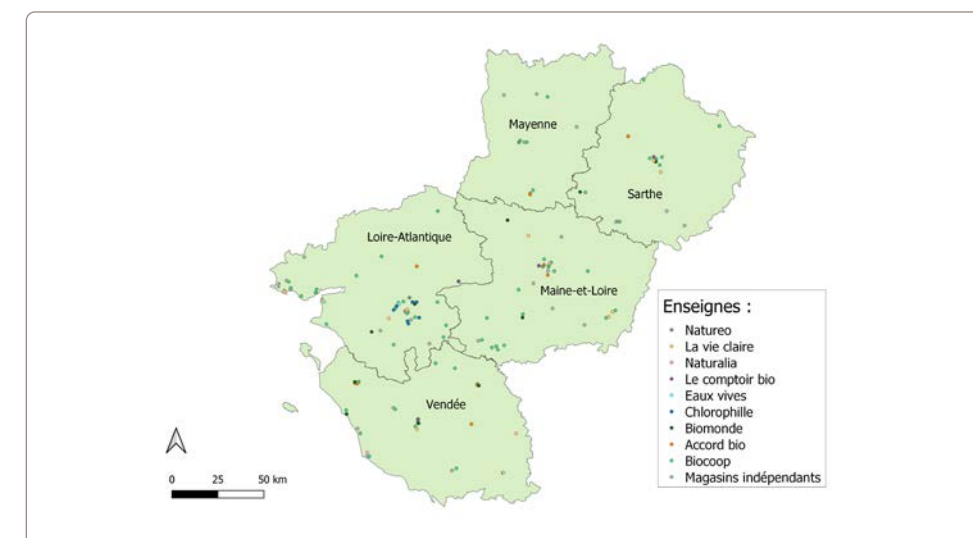 Mayenne
Sarthe
Loire-Atlantique
Maine-et-Loire
Vendée
Enseignes :
Natureo
La vie claire
Naturalia
Le comptoir bio
Eaux vives
Chlorophille
Biomonde
Accord bio
Biocoop
Magasins indépendants
0 25 50 km